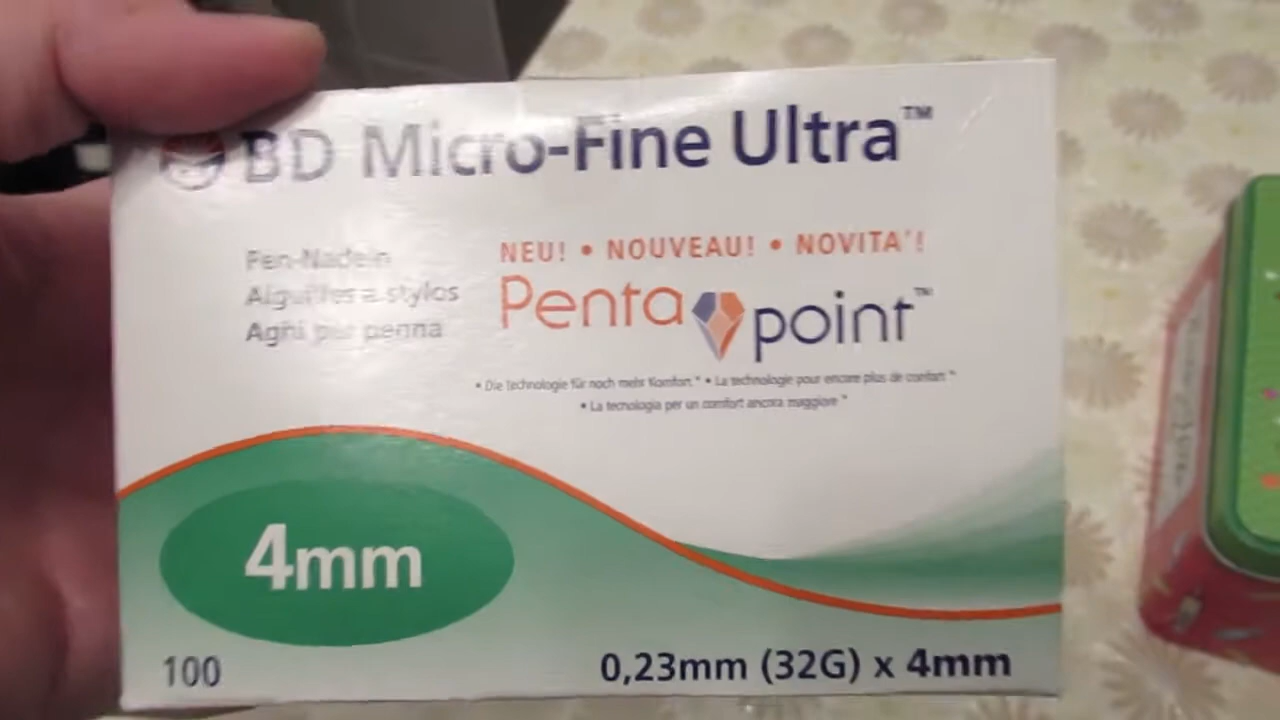 BD Micro-Fine Ultra™
Pen-Nadeln
Aiguilles à stylos
Aghi per penna
NEU! • NOUVEAU! • NOVITA'!
Penta point™
• Die Technologie für noch mehr Komfort • La technologie pour encore plus de confort
• La tecnologia per un comfort ancora maggiore
4mm
100
0,23mm (32G) x 4mm